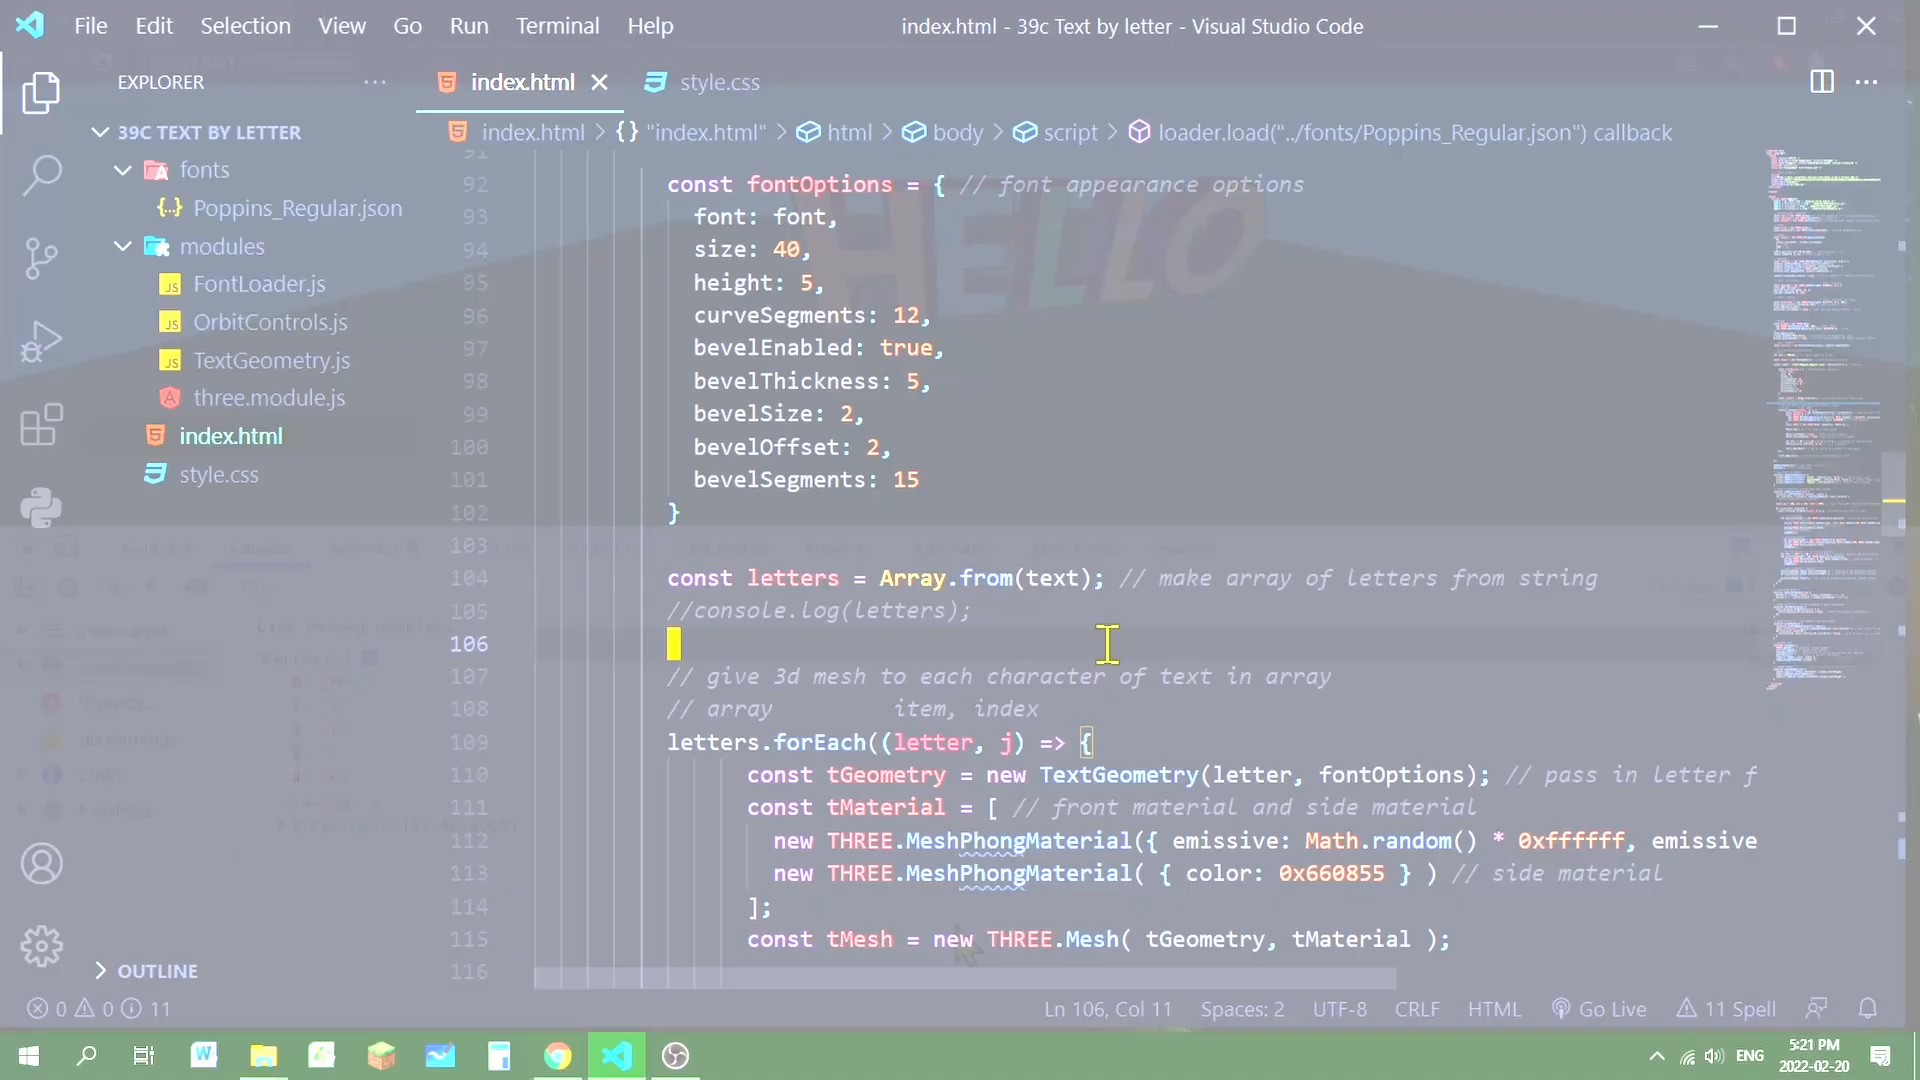 File Edit Selection View Go Run Terminal Help
index.html - 39c Text by letter - Visual Studio Code
EXPLORER
39C TEXT BY LETTER
fonts
Poppins_Regular.json
modules
FontLoader.js
OrbitControls.js
TextGeometry.js
three.module.js
index.html
style.css
OUTLINE
index.html style.css
index.html > {} "index.html" > html > body > script > loader.load("../fonts/Poppins_Regular.json") callback
HELLO
91
92 const fontOptions = { // font appearance options
93 font: font,
94 size: 40,
95 height: 5,
96 curveSegments: 12,
97 bevelEnabled: true,
98 bevelThickness: 5,
99 bevelSize: 2,
100 bevelOffset: 2,
101 bevelSegments: 15
102 }
103
104 const letters = Array.from(text); // make array of letters from string
105 //console.log(letters);
106
107 // give 3d mesh to each character of text in array
108 // array item, index
109 letters.forEach((letter, j) => {
110 const tGeometry = new TextGeometry(letter, fontOptions); // pass in letter f
111 const tMaterial = [ // front material and side material
112 new THREE.MeshPhongMaterial({ emissive: Math.random() * 0xffffff, emissive
113 new THREE.MeshPhongMaterial( { color: 0x660855 } ) // side material
114 ];
115 const tMesh = new THREE.Mesh( tGeometry, tMaterial );
116
0 0 11
Ln 106, Col 11 Spaces: 2 UTF-8 CRLF HTML Go Live 11 Spell
ENG
5:21 PM
2022-02-20